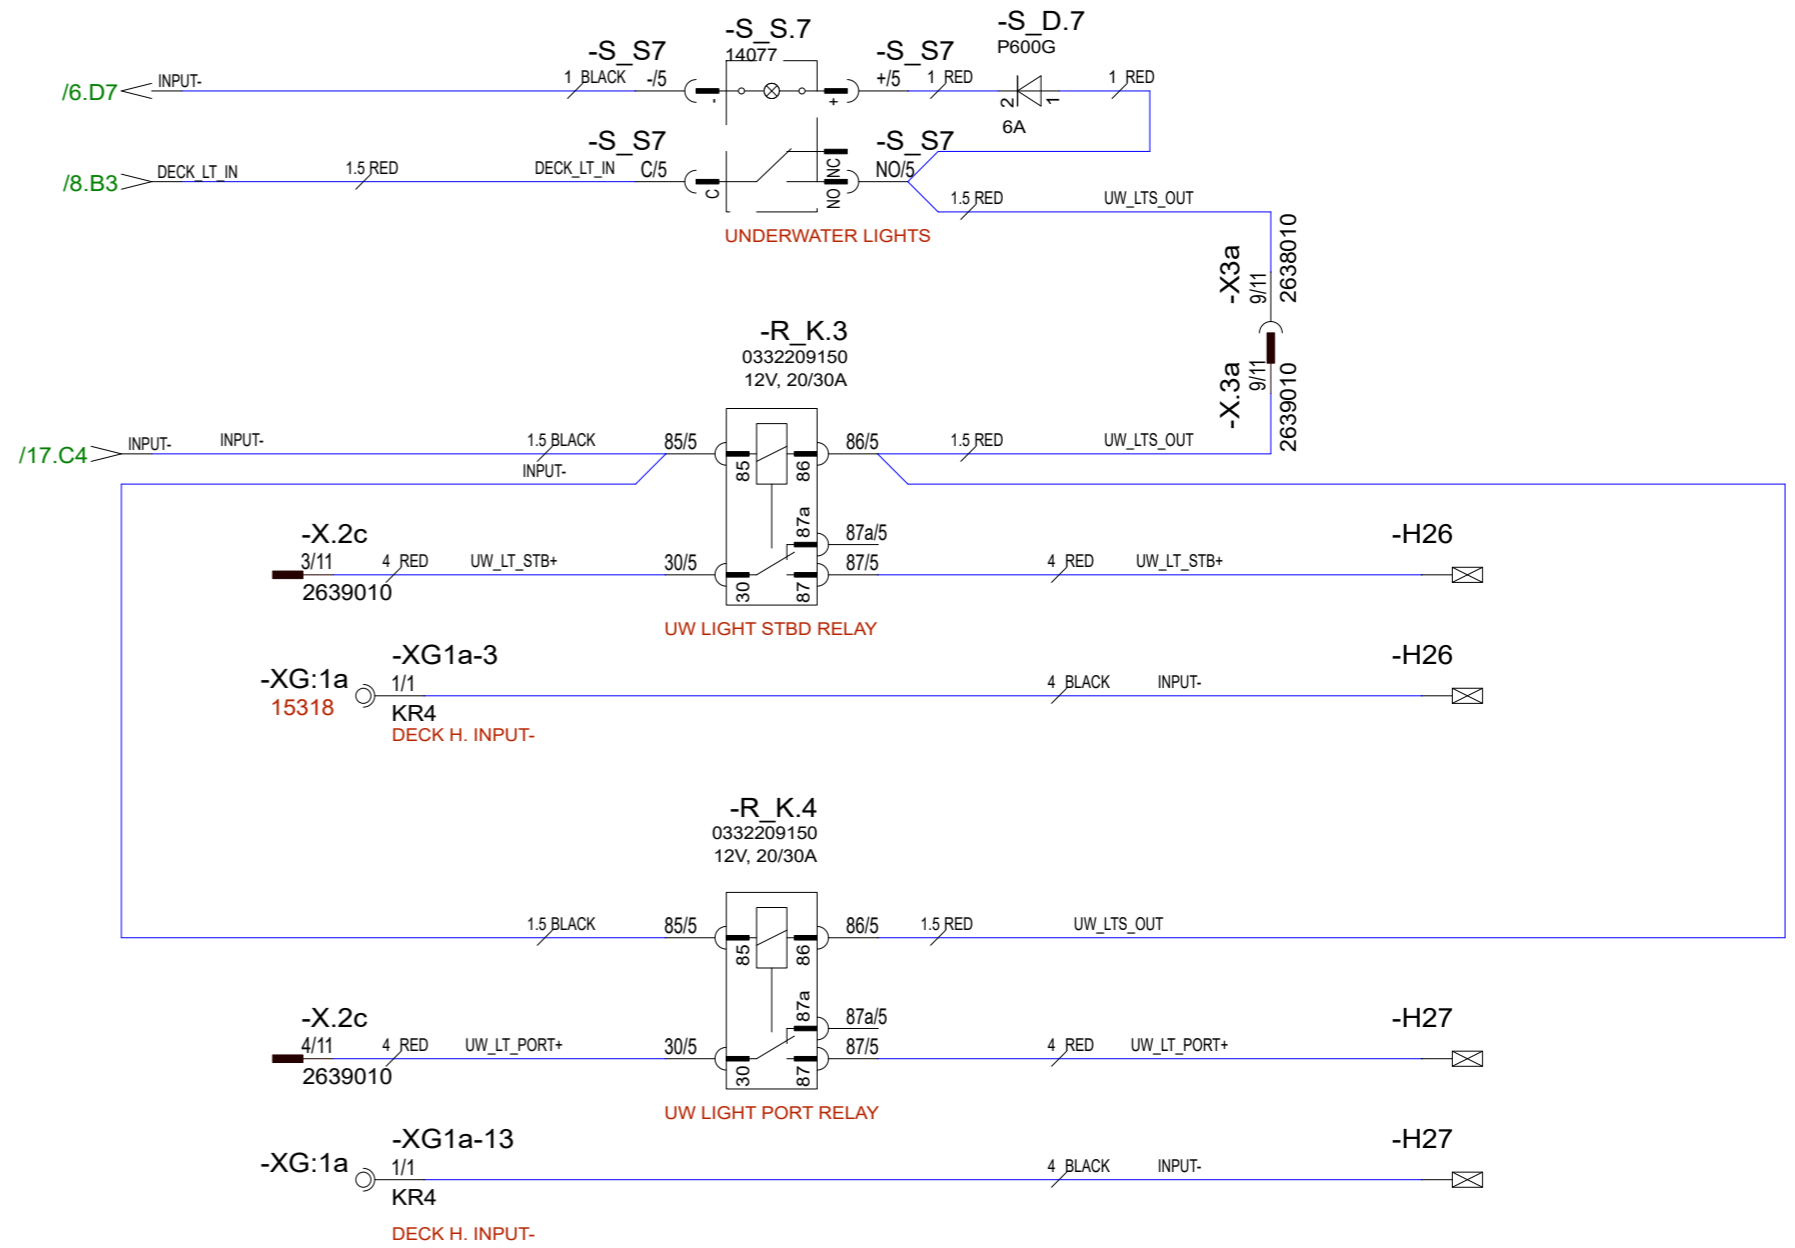 -S_S.7
14077
-S_D.7
P600G
-S_S7
-S_S7
/6.D7
INPUT-
1 BLACK
-/5
-
+
+/5
1 RED
2
1
1 RED
6A
-S_S7
-S_S7
/8.B3
DECK_LT_IN
1.5 RED
DECK_LT_IN
C/5
C
NO
NC
NO/5
1.5 RED
UW_LTS_OUT
UNDERWATER LIGHTS
-X3a
9/11
2638010
-X.3a
9/11
2639010
-R_K.3
0332209150
12V, 20/30A
/17.C4
INPUT-
INPUT-
1.5 BLACK
85/5
85
86
86/5
1.5 RED
UW_LTS_OUT
INPUT-
87a
87a/5
-X.2c
3/11
4 RED
UW_LT_STB+
30/5
30
87
87/5
4 RED
UW_LT_STB+
-H26
2639010
UW LIGHT STBD RELAY
-XG:1a
15318
-XG1a-3
1/1
KR4
DECK H. INPUT-
4 BLACK
INPUT-
-H26
-R_K.4
0332209150
12V, 20/30A
1.5 BLACK
85/5
85
86
86/5
1.5 RED
UW_LTS_OUT
87a
87a/5
-X.2c
4/11
4 RED
UW_LT_PORT+
30/5
30
87
87/5
4 RED
UW_LT_PORT+
-H27
2639010
UW LIGHT PORT RELAY
-XG:1a
-XG1a-13
1/1
KR4
DECK H. INPUT-
4 BLACK
INPUT-
-H27